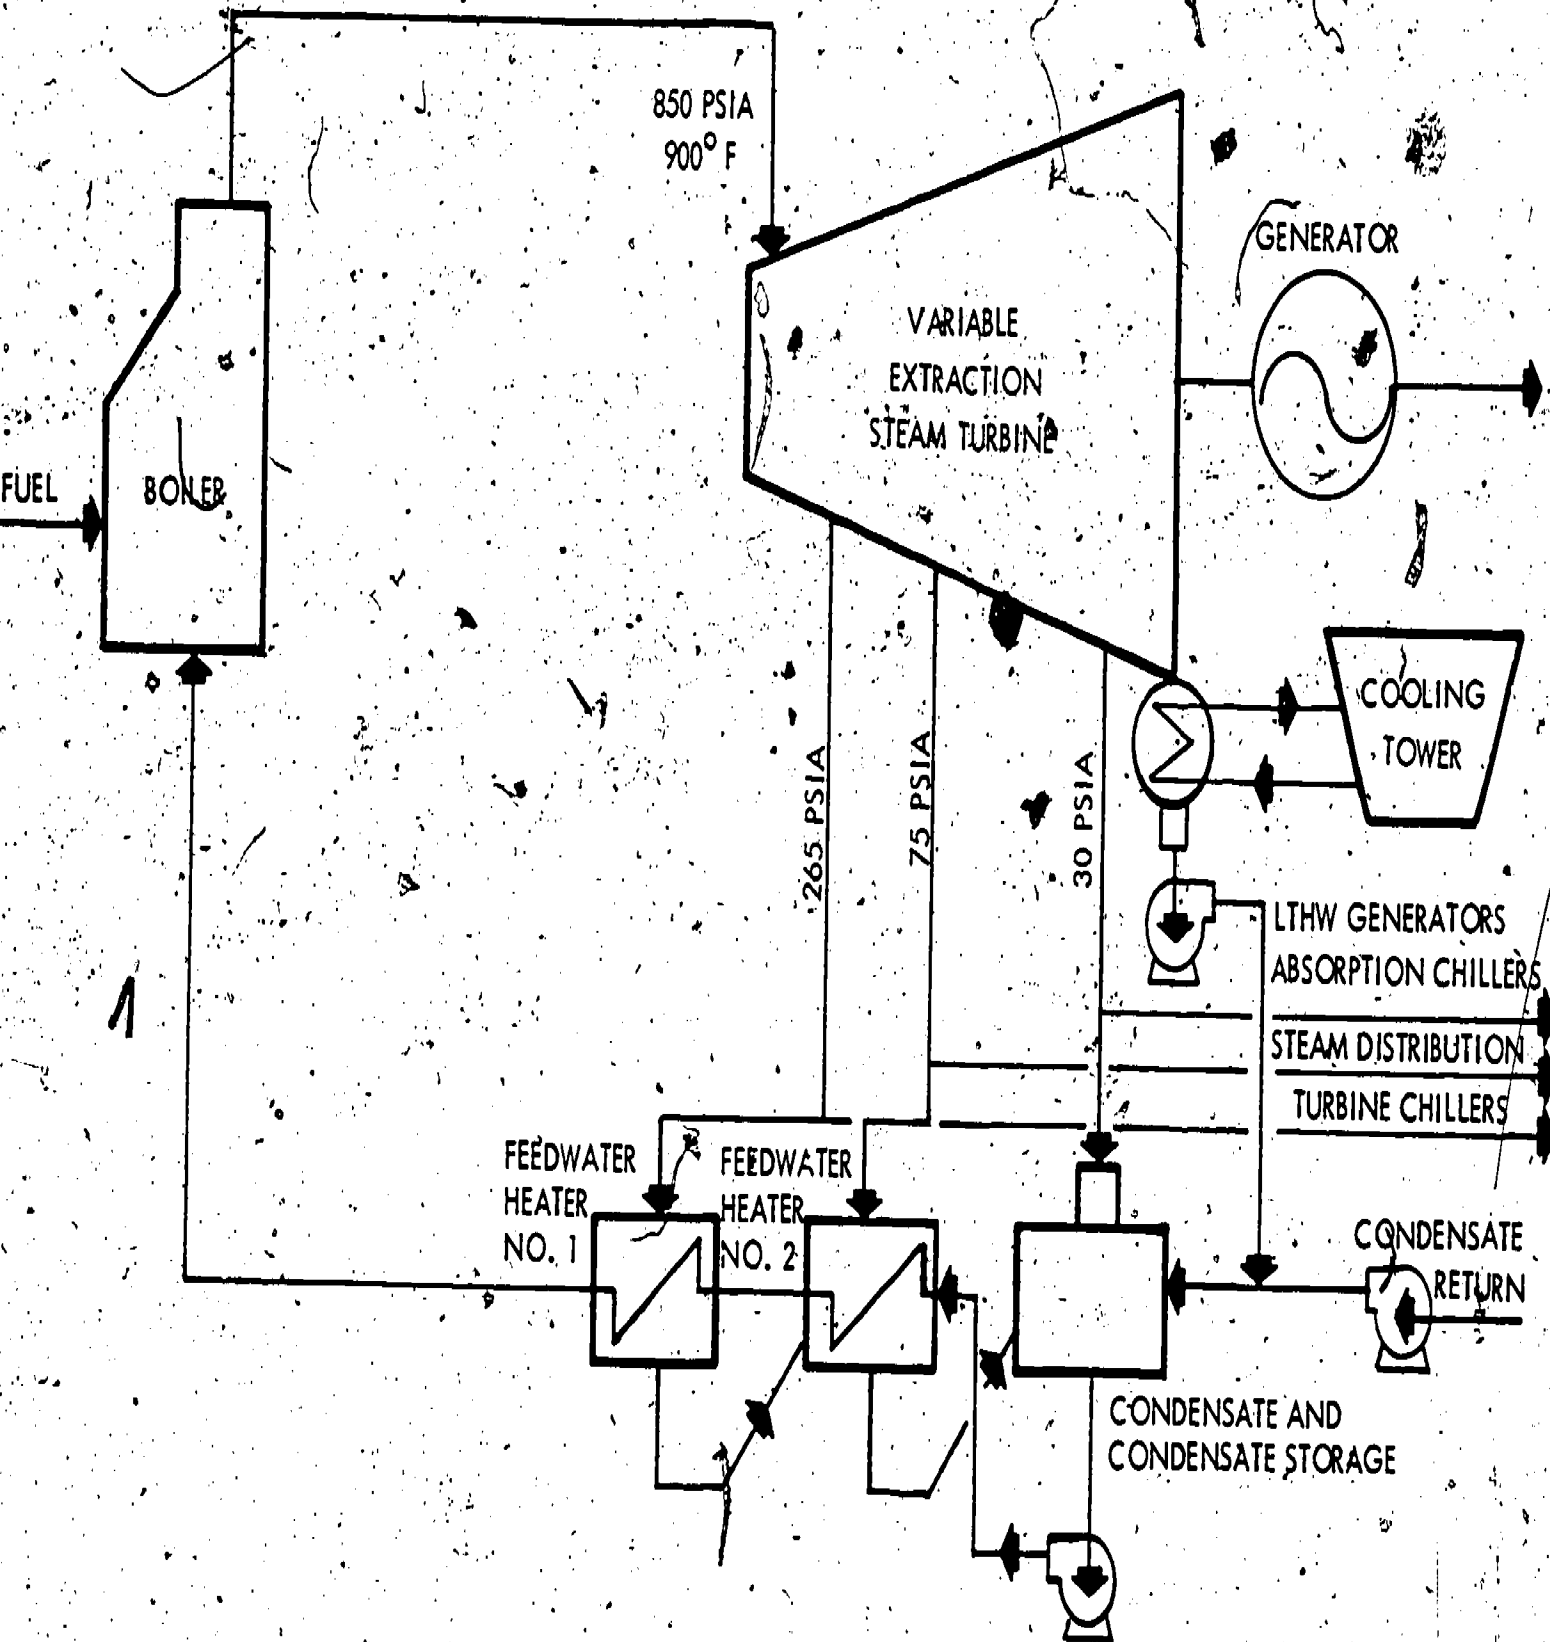 850 PSIA
900° F
GENERATOR
VARIABLE
EXTRACTION
STEAM TURBINE
FUEL
BOILER
COOLING
TOWER
265 PSIA
75 PSIA
30 PSIA
LTHW GENERATORS
ABSORPTION CHILLERS
STEAM DISTRIBUTION
TURBINE CHILLERS
FEEDWATER
HEATER
NO. 1
FEEDWATER
HEATER
NO. 2
CONDENSATE
RETURN
CONDENSATE AND
CONDENSATE STORAGE